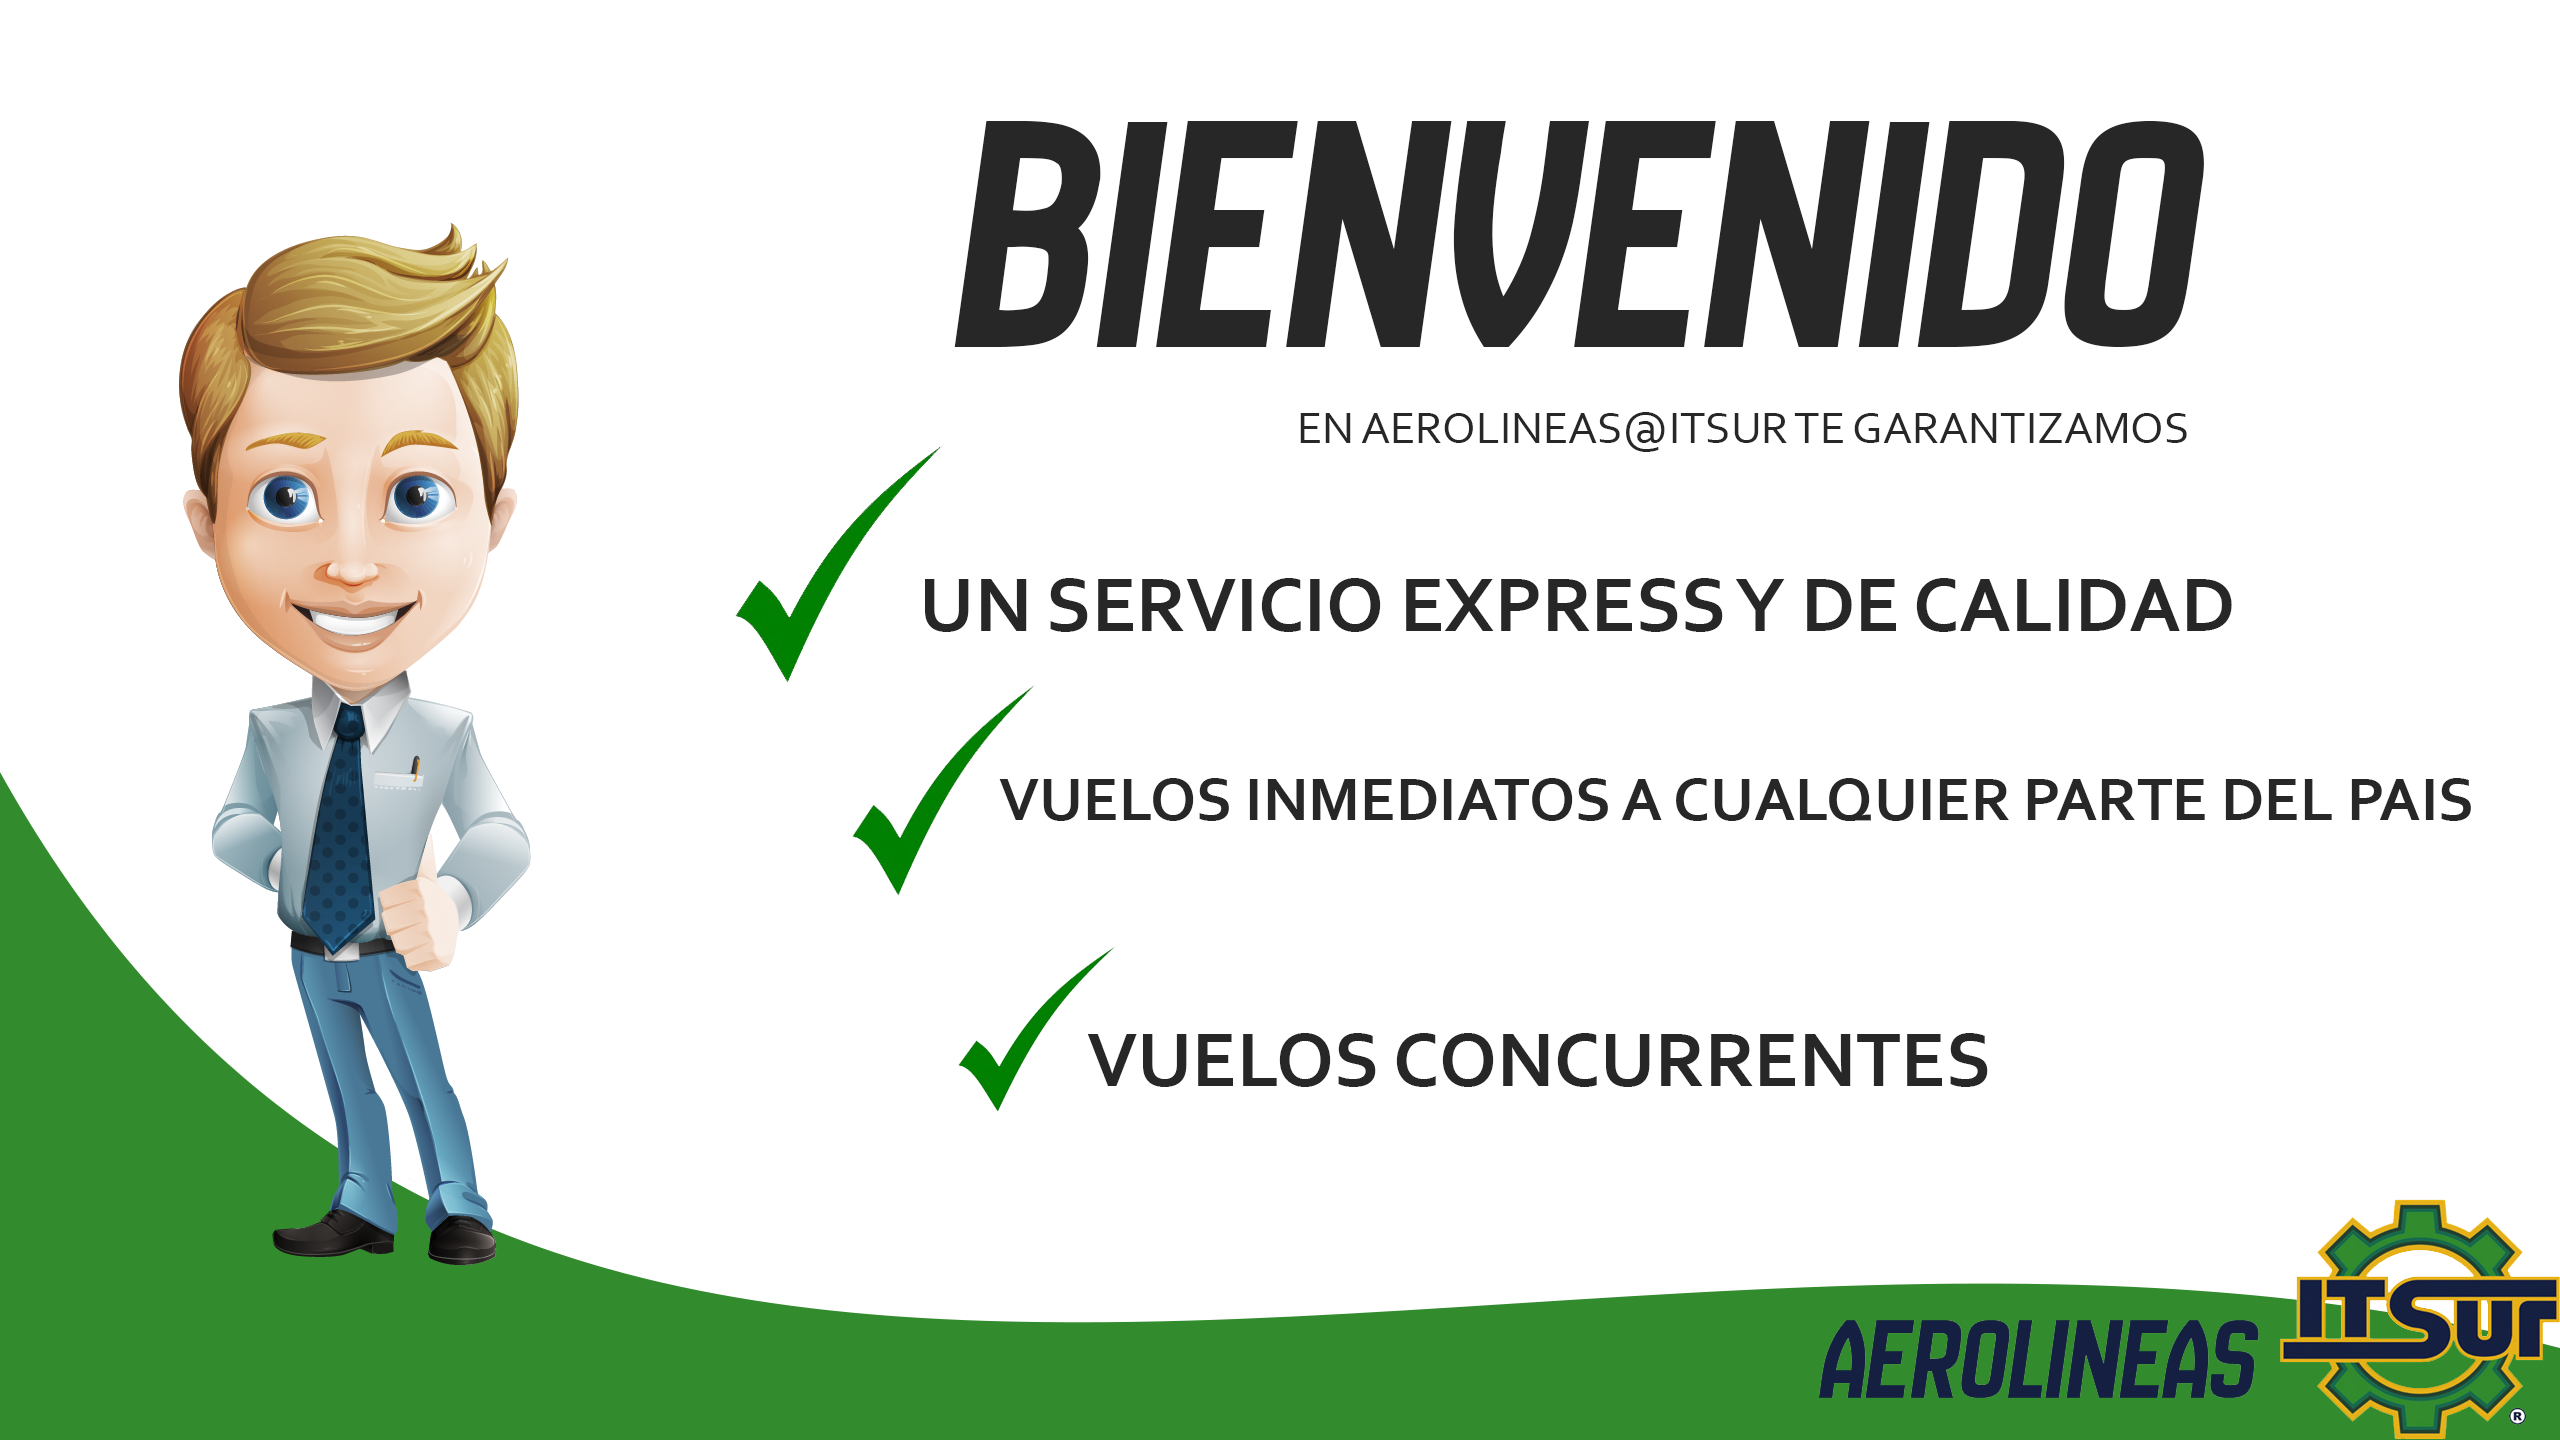 BIENVENIDO
EN AEROLINEAS@ITSUR TE GARANTIZAMOS
UN SERVICIO EXPRESS Y DE CALIDAD
VUELOS INMEDIATOS A CUALQUIER PARTE DEL PAIS
VUELOS CONCURRENTES
AEROLINEAS
ITSur
®